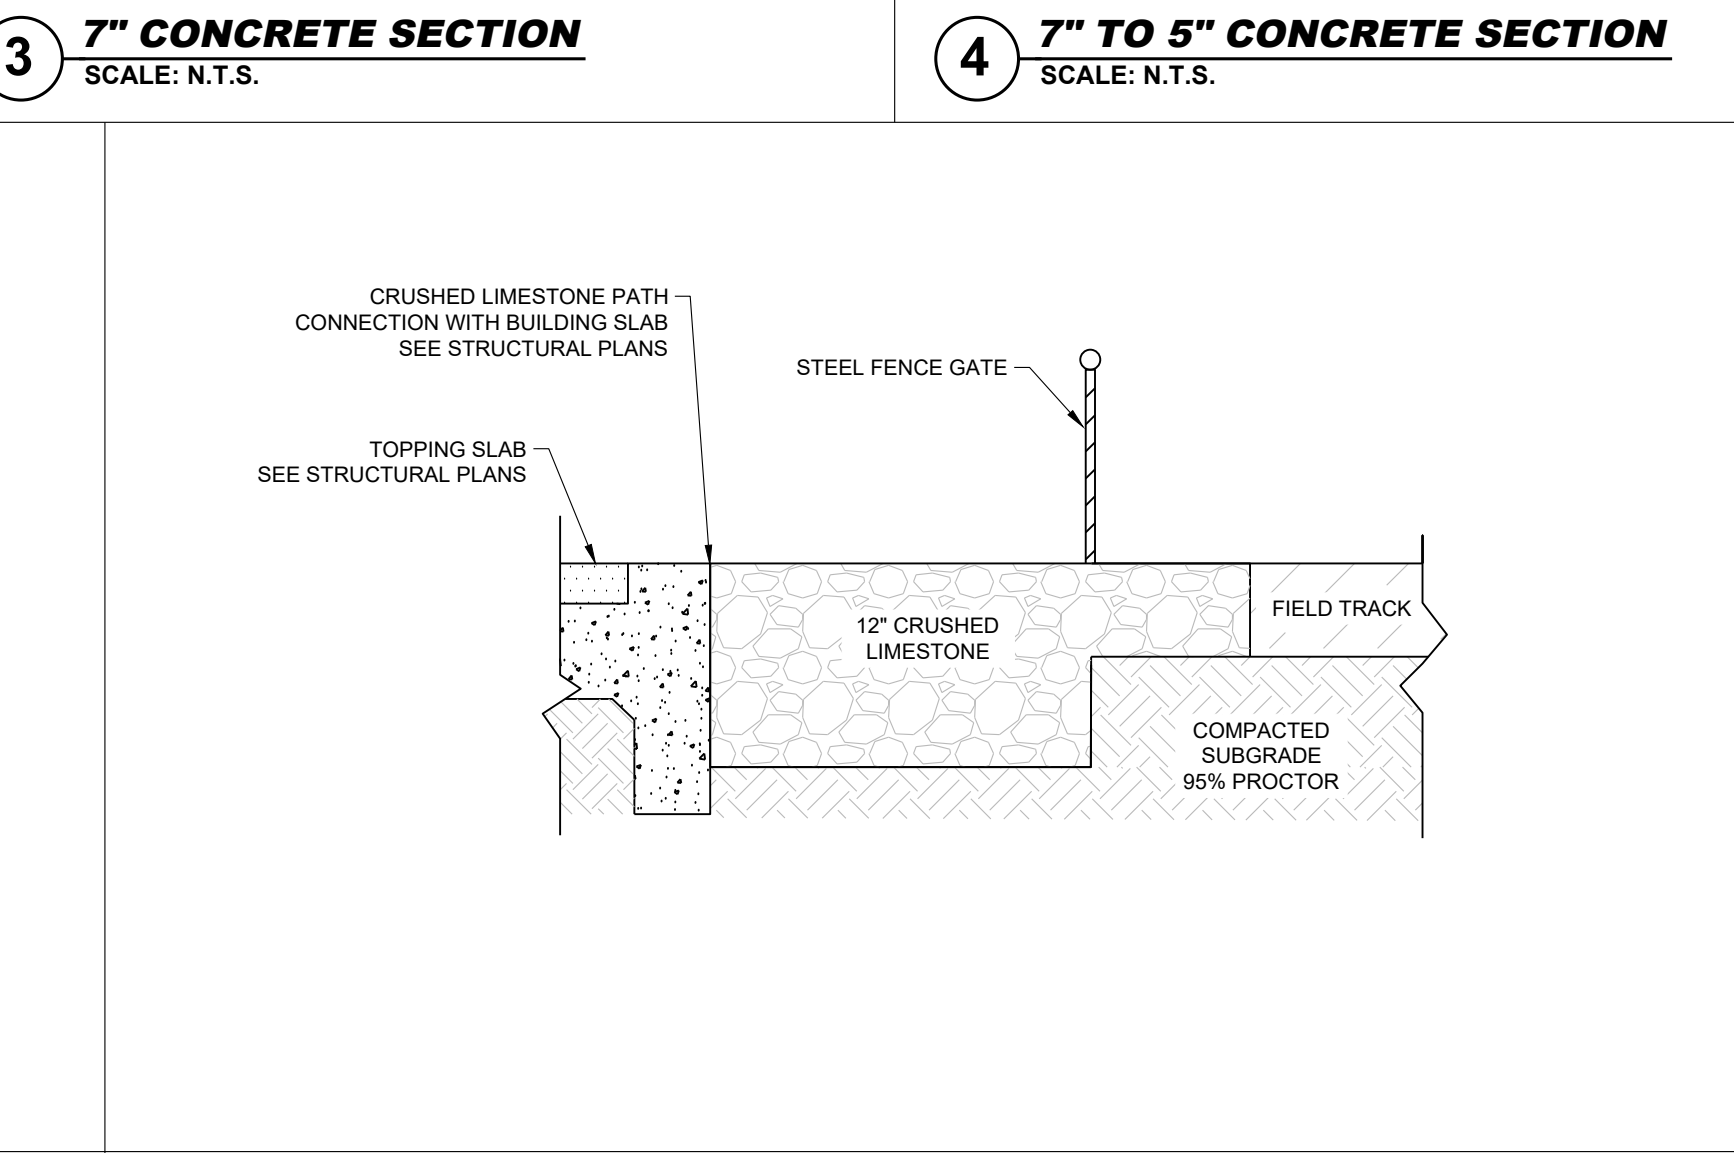 3
7" CONCRETE SECTION
SCALE: N.T.S.
4
7" TO 5" CONCRETE SECTION
SCALE: N.T.S.
CRUSHED LIMESTONE PATH
CONNECTION WITH BUILDING SLAB
SEE STRUCTURAL PLANS
STEEL FENCE GATE
TOPPING SLAB
SEE STRUCTURAL PLANS
12" CRUSHED
LIMESTONE
FIELD TRACK
COMPACTED
SUBGRADE
95% PROCTOR